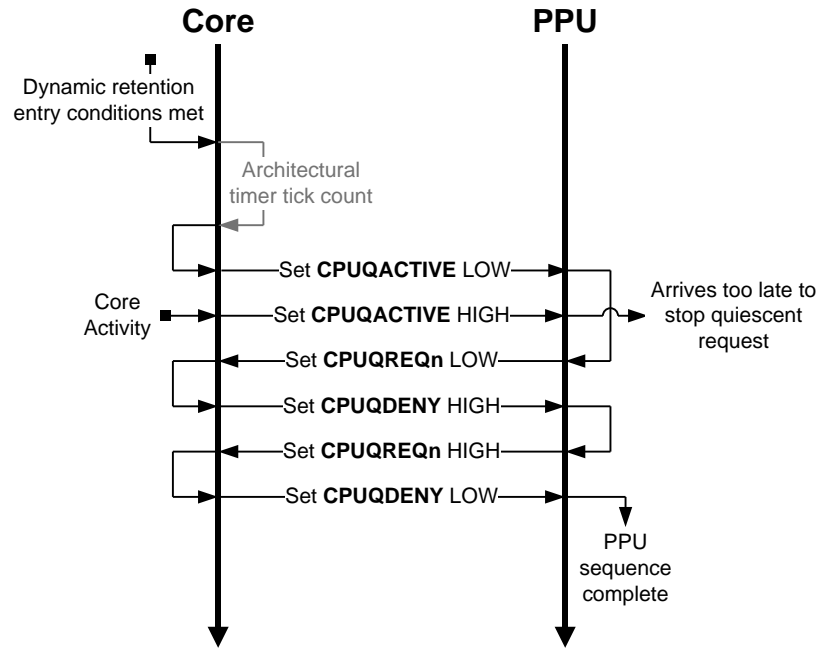 Core
PPU
Dynamic retention
entry conditions met
Architectural
timer tick count
Set CPUQACTIVE LOW
Core
Activity
Set CPUQACTIVE HIGH
Arrives too late to
stop quiescent
request
Set CPUQREQn LOW
Set CPUQDENY HIGH
Set CPUQREQn HIGH
Set CPUQDENY LOW
PPU
sequence
complete